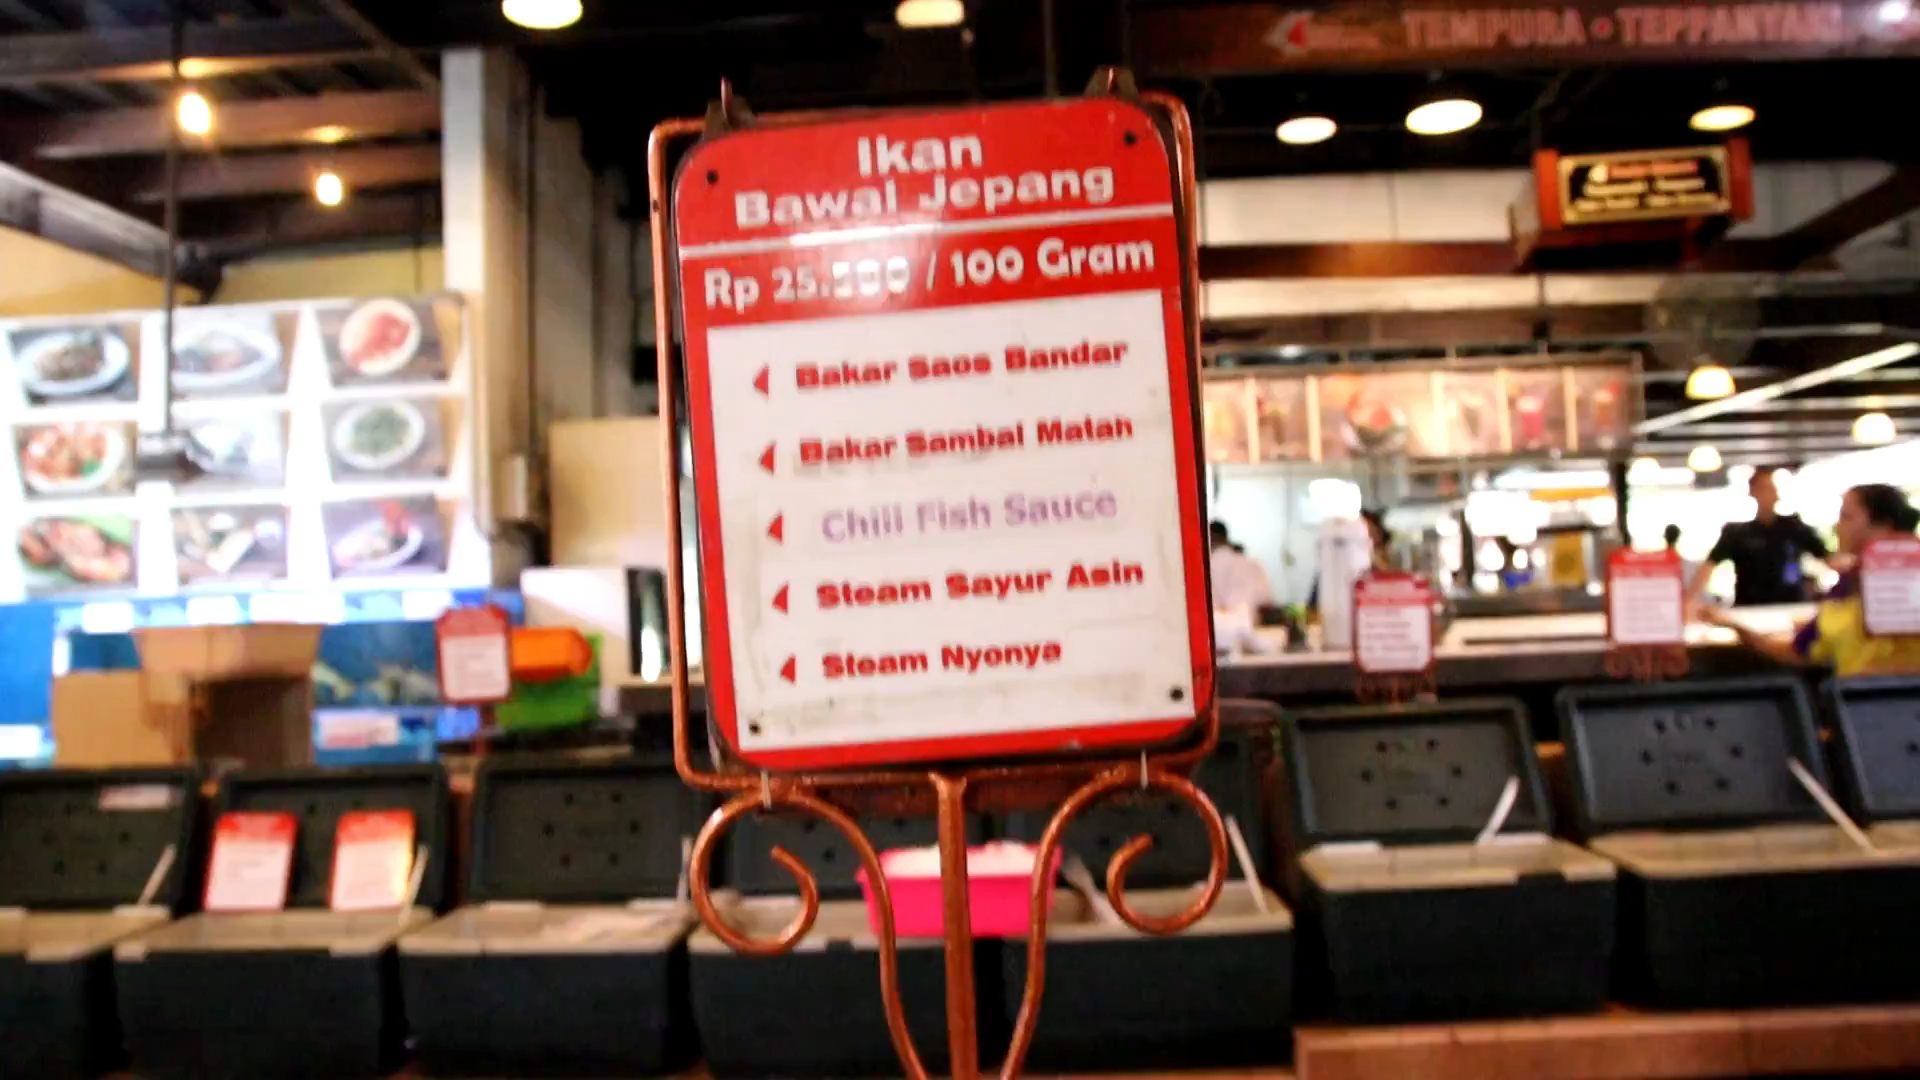 TEMPURA • TEPPANYAKI
Ikan
Bawal Jepang
Rp 25.500 / 100 Gram
Bakar Saos Bandar
Bakar Sambal Matah
Chili Fish Sauce
Steam Sayur Asin
Steam Nyonya